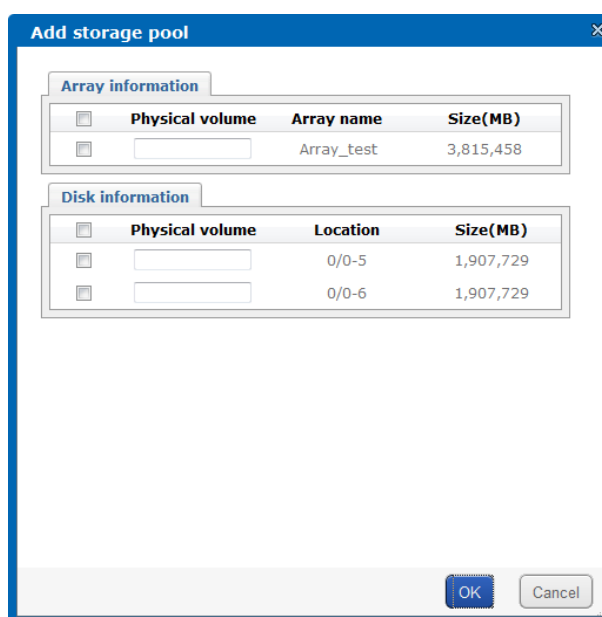 Add storage pool
Array information
Physical volume Array name Size(MB)
Array_test 3,815,458
Disk information
Physical volume Location Size(MB)
0/0-5 1,907,729
0/0-6 1,907,729
OK Cancel